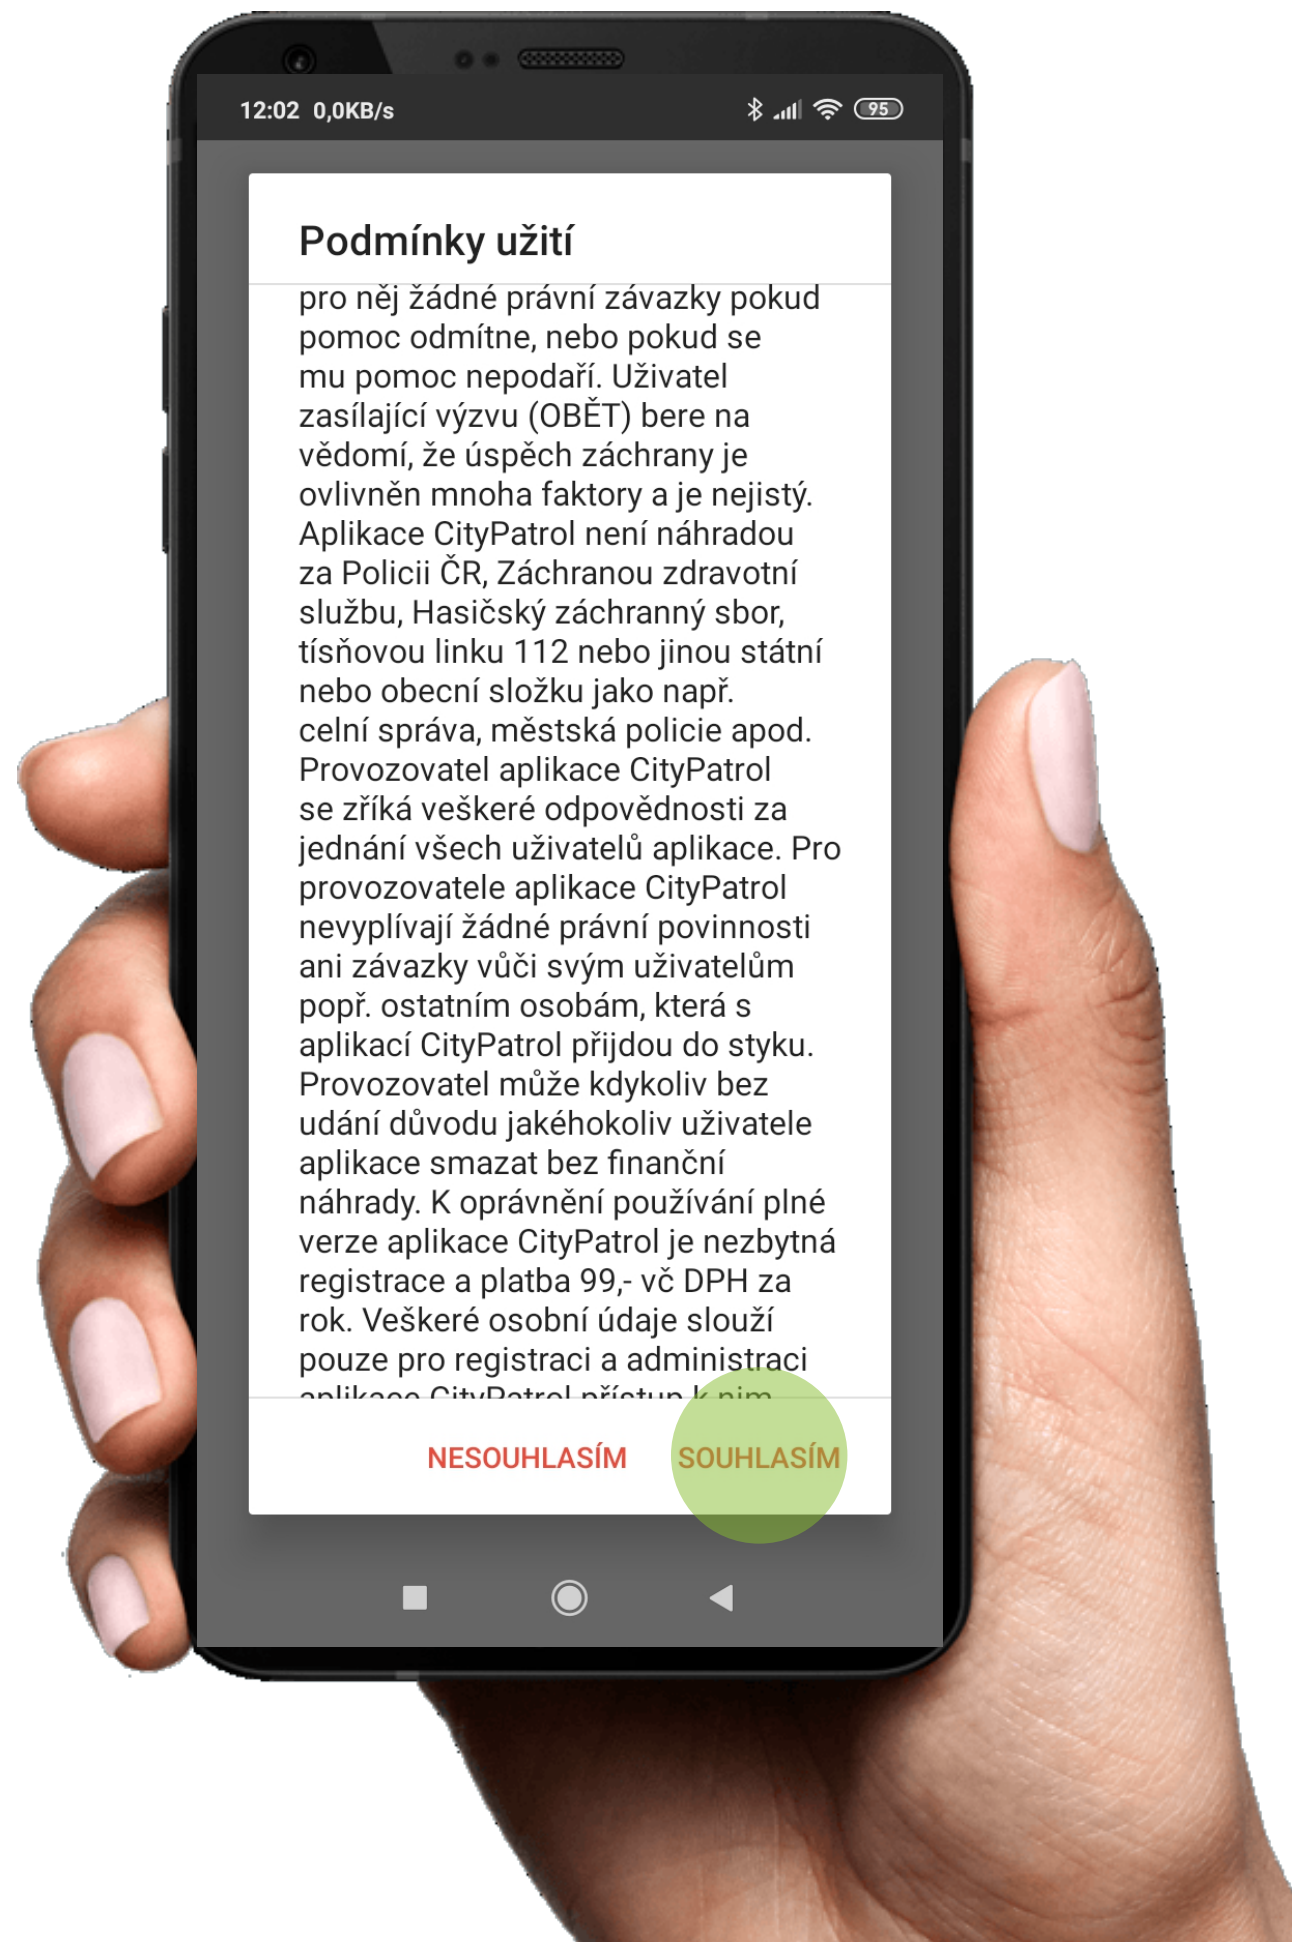 12:02 0,0KB/s 95
Podmínky užití
pro něj žádné právní závazky pokud
pomoc odmítne, nebo pokud se
mu pomoc nepodaří. Uživatel
zasílající výzvu (OBĚT) bere na
vědomí, že úspěch záchrany je
ovlivněn mnoha faktory a je nejistý.
Aplikace CityPatrol není náhradou
za Policii ČR, Záchranou zdravotní
službu, Hasičský záchranný sbor,
tísňovou linku 112 nebo jinou státní
nebo obecní složku jako např.
celní správa, městská policie apod.
Provozovatel aplikace CityPatrol
se zříká veškeré odpovědnosti za
jednání všech uživatelů aplikace. Pro
provozovatele aplikace CityPatrol
nevyplívají žádné právní povinnosti
ani závazky vůči svým uživatelům
popř. ostatním osobám, která s
aplikací CityPatrol přijdou do styku.
Provozovatel může kdykoliv bez
udání důvodu jakéhokoliv uživatele
aplikace smazat bez finanční
náhrady. K oprávnění používání plné
verze aplikace CityPatrol je nezbytná
registrace a platba 99,- vč DPH za
rok. Veškeré osobní údaje slouží
pouze pro registraci a administraci
aplikace CityPatrol přístup k nim
NESOUHLASÍM SOUHLASÍM